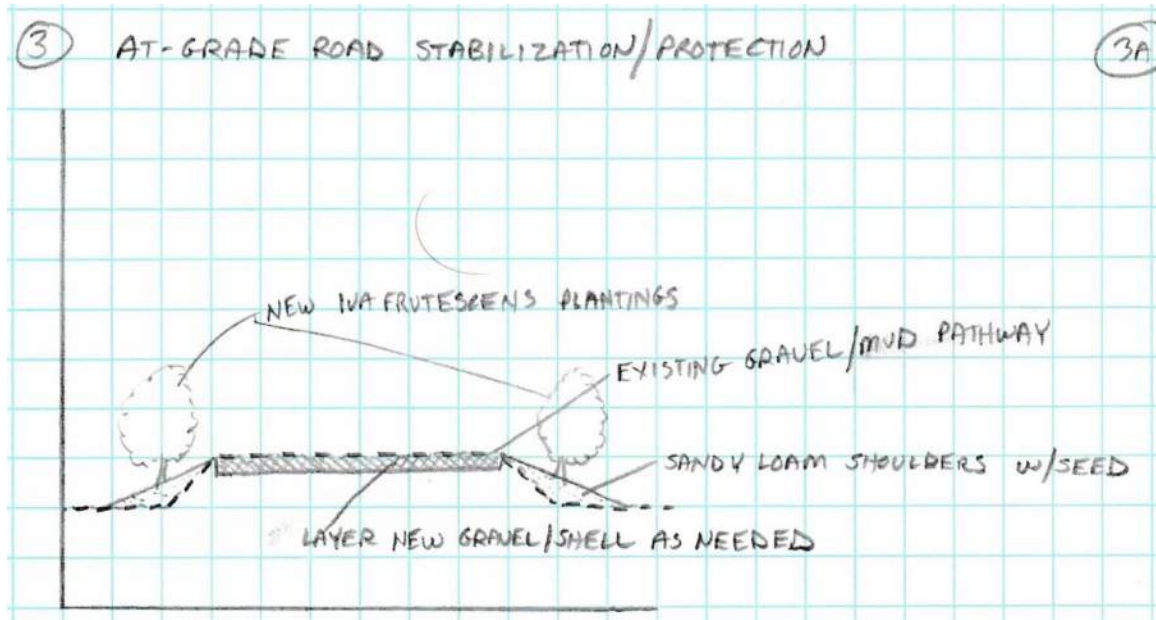 3 AT-GRADE ROAD STABILIZATION/PROTECTION
3A
NEW IVA FRUTESCENS PLANTINGS
EXISTING GRAVEL/MUD PATHWAY
SANDY LOAM SHOULDERS W/SEED
LAYER NEW GRAVEL/SHELL AS NEEDED